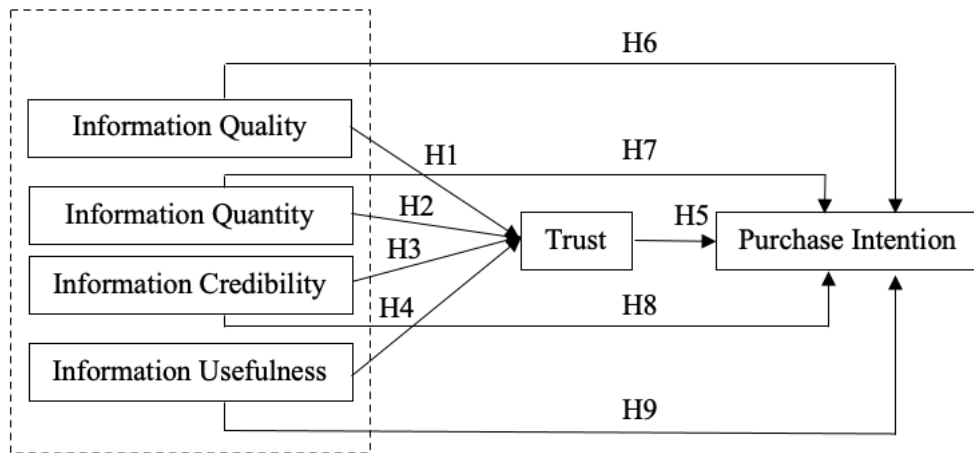 H6
Information Quality
H1
H7
Information Quantity
H2
H5
Trust
Purchase Intention
H3
Information Credibility
H4
H8
Information Usefulness
H9